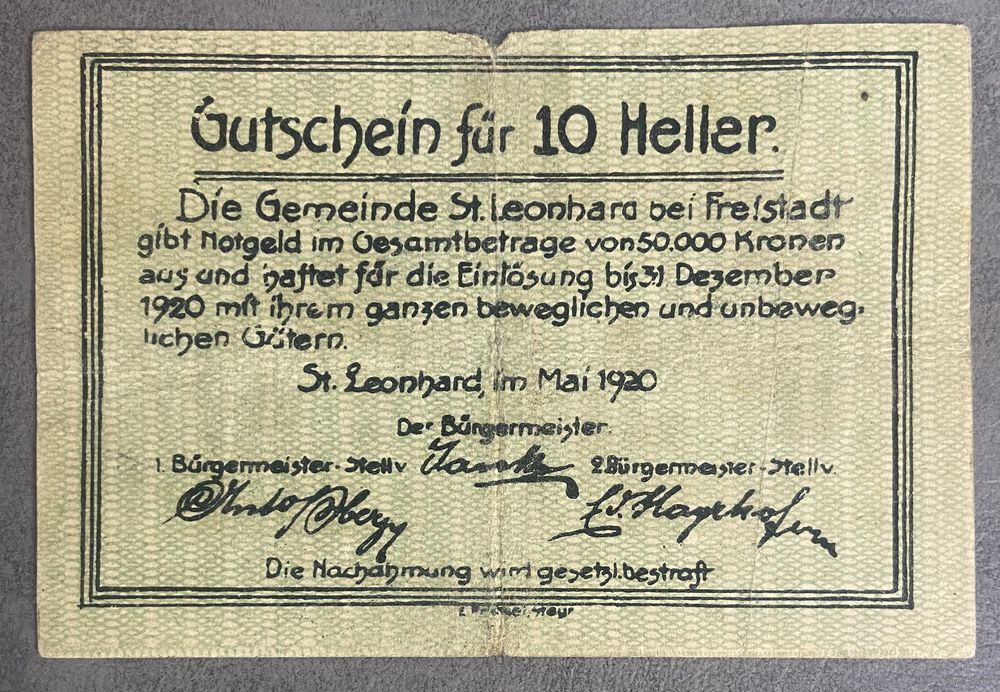 Gutschein für 10 Heller.
Die Gemeinde St. Leonhard bei Freistadt
gibt Notgeld im Gesamtbetrage von 50.000 Kronen
aus und haftet für die Einlösung bis 31 Dezember
1920 mit ihrem ganzen beweglichen und unbeweg-
lichen Gütern.
St. Leonhard, im Mai 1920
Der Bürgermeister.
1. Bürgermeister-Stellv. 2. Bürgermeister-Stellv.
Die Nachahmung wird gesetzl. bestraft
Steyr